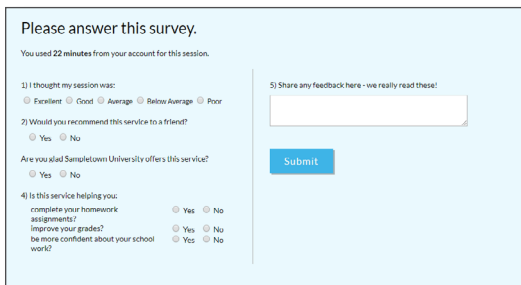 Please answer this survey.
You used 22 minutes from your account for this session.
1) I thought my session was:
Excellent Good Average Below Average Poor
2) Would you recommend this service to a friend?
Yes No
Are you glad Sampletown University offers this service?
Yes No
4) Is this service helping you:
complete your homework
assignments?
Yes No
improve your grades?
Yes No
be more confident about your school
work?
Yes No
5) Share any feedback here - we really read these!
Submit